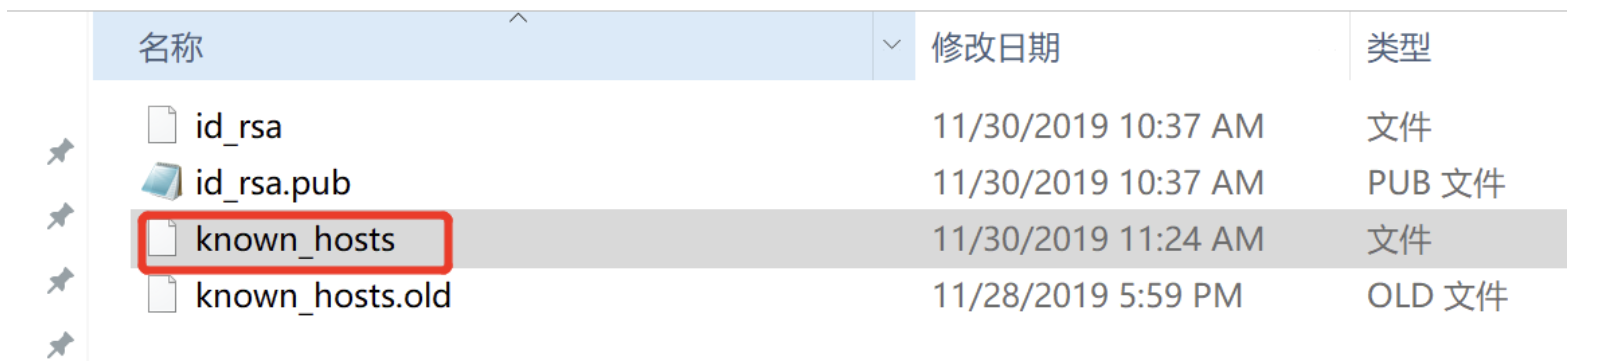 名称 修改日期 类型
id_rsa 11/30/2019 10:37 AM 文件
id_rsa.pub 11/30/2019 10:37 AM PUB 文件
known_hosts 11/30/2019 11:24 AM 文件
known_hosts.old 11/28/2019 5:59 PM OLD 文件